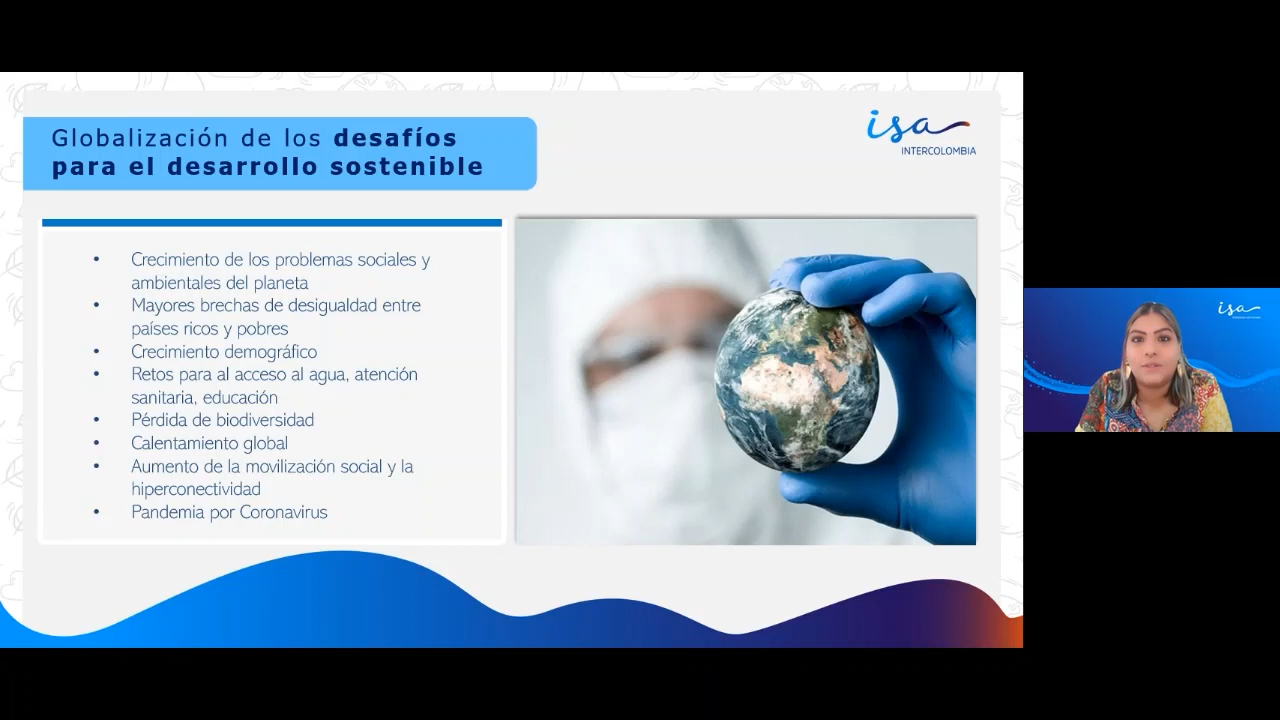 Globalización de los desafíos
para el desarrollo sostenible
isa
INTERCOLOMBIA
• Crecimiento de los problemas sociales y
ambientales del planeta
• Mayores brechas de desigualdad entre
países ricos y pobres
• Crecimiento demográfico
• Retos para al acceso al agua, atención
sanitaria, educación
• Pérdida de biodiversidad
• Calentamiento global
• Aumento de la movilización social y la
hiperconectividad
• Pandemia por Coronavirus
isa